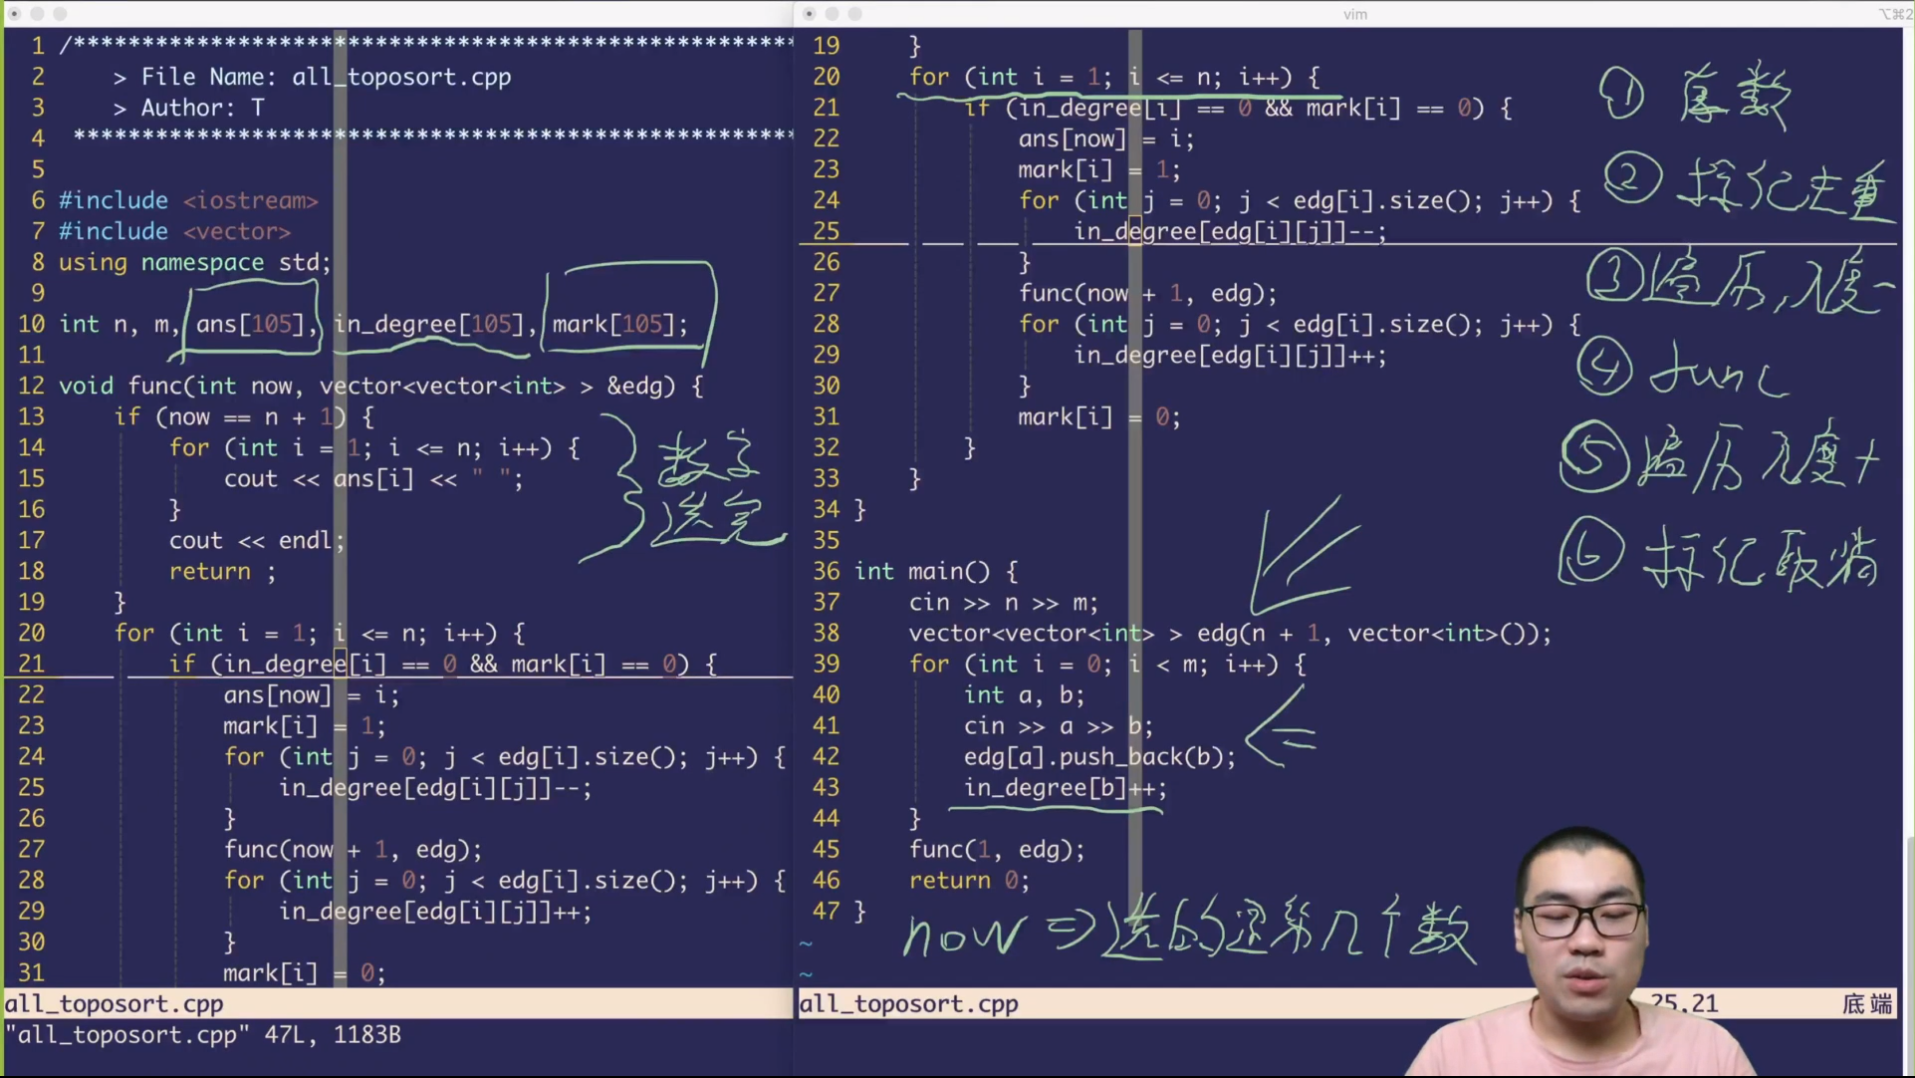 vim
⌥⌘2
1 /****************************************************
2     > File Name: all_toposort.cpp
3     > Author: T
4  ****************************************************
5
6 #include <iostream>
7 #include <vector>
8 using namespace std;
9
10 int n, m, ans[105], in_degree[105], mark[105];
11
12 void func(int now, vector<vector<int> > &edg) {
13     if (now == n + 1) {
14         for (int i = 1; i <= n; i++) {
15             cout << ans[i] << " ";
16         }
17         cout << endl;
18         return ;
19     }
20     for (int i = 1; i <= n; i++) {
21         if (in_degree[i] == 0 && mark[i] == 0) {
22             ans[now] = i;
23             mark[i] = 1;
24             for (int j = 0; j < edg[i].size(); j++) {
25                 in_degree[edg[i][j]]--;
26             }
27             func(now + 1, edg);
28             for (int j = 0; j < edg[i].size(); j++) {
29                 in_degree[edg[i][j]]++;
30             }
31             mark[i] = 0;
all_toposort.cpp
"all_toposort.cpp" 47L, 1183B
数字
选完
19     }
20     for (int i = 1; i <= n; i++) {
21         if (in_degree[i] == 0 && mark[i] == 0) {
22             ans[now] = i;
23             mark[i] = 1;
24             for (int j = 0; j < edg[i].size(); j++) {
25                 in_degree[edg[i][j]]--;
26             }
27             func(now + 1, edg);
28             for (int j = 0; j < edg[i].size(); j++) {
29                 in_degree[edg[i][j]]++;
30             }
31             mark[i] = 0;
32         }
33     }
34 }
35
36 int main() {
37     cin >> n >> m;
38     vector<vector<int> > edg(n + 1, vector<int>());
39     for (int i = 0; i < m; i++) {
40         int a, b;
41         cin >> a >> b;
42         edg[a].push_back(b);
43         in_degree[b]++;
44     }
45     func(1, edg);
46     return 0;
47 }
~
~
all_toposort.cpp 25,21 底端
① 存数
② 标记去重
③ 遍历,入度-
④ func
⑤ 遍历入度+
⑥ 标记取消
now ⇒ 选的是第几个数